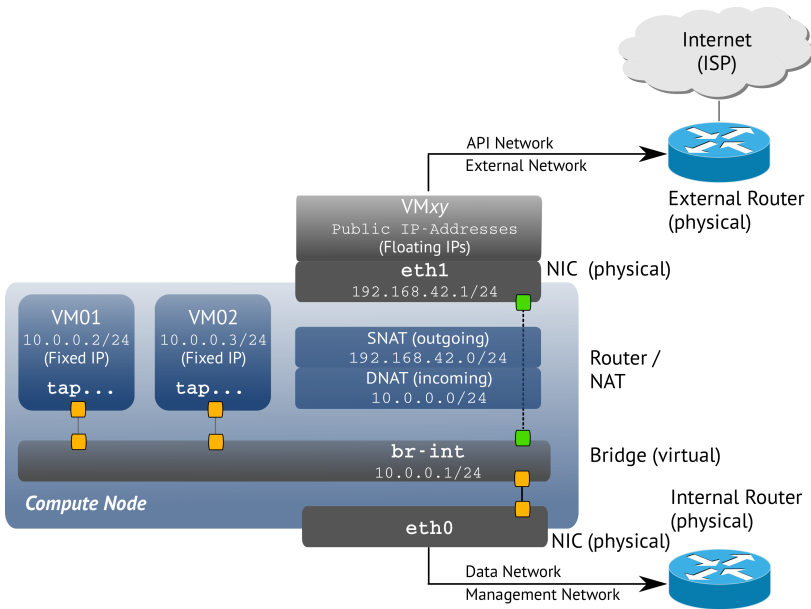 Internet
(ISP)
API Network
External Network
External Router
(physical)
VMxy
Public IP-Addresses
(Floating IPs)
eth1
192.168.42.1/24
NIC (physical)
VM01
10.0.0.2/24
(Fixed IP)
tap...
VM02
10.0.0.3/24
(Fixed IP)
tap...
SNAT (outgoing)
192.168.42.0/24
DNAT (incoming)
10.0.0.0/24
Router /
NAT
br-int
10.0.0.1/24
Bridge (virtual)
Compute Node
eth0
NIC (physical)
Internal Router
(physical)
Data Network
Management Network